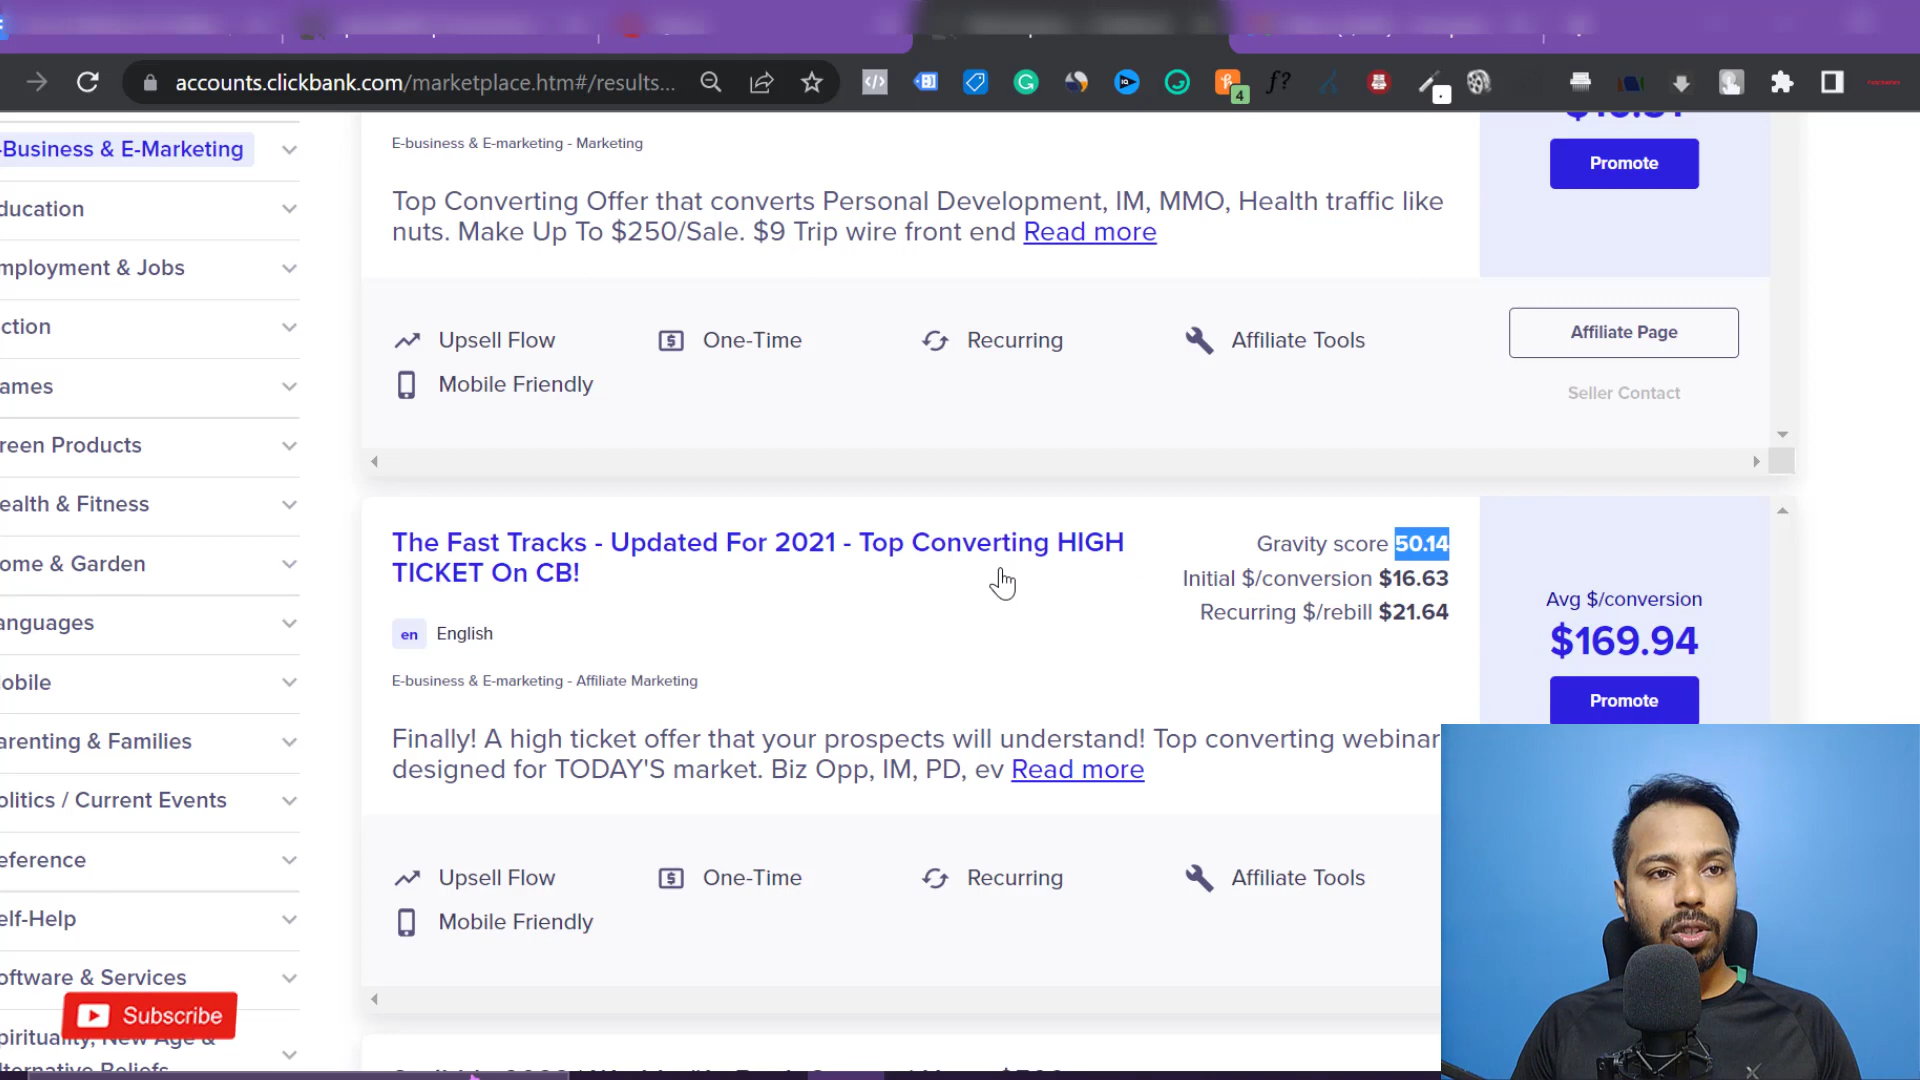 accounts.clickbank.com/marketplace.htm#/results...
4
-Business & E-Marketing
ducation
mployment & Jobs
ction
ames
reen Products
ealth & Fitness
ome & Garden
anguages
obile
arenting & Families
olitics / Current Events
eference
elf-Help
oftware & Services
pirituality, New Age &
lternative Beliefs
Subscribe
E-business & E-marketing - Marketing
Promote
Top Converting Offer that converts Personal Development, IM, MMO, Health traffic like
nuts. Make Up To $250/Sale. $9 Trip wire front end Read more
Upsell Flow
One-Time
Recurring
Affiliate Tools
Mobile Friendly
Affiliate Page
Seller Contact
The Fast Tracks - Updated For 2021 - Top Converting HIGH
TICKET On CB!
Gravity score 50.14
Initial $/conversion $16.63
Recurring $/rebill $21.64
en English
E-business & E-marketing - Affiliate Marketing
Avg $/conversion
$169.94
Promote
Finally! A high ticket offer that your prospects will understand! Top converting webinar
designed for TODAY'S market. Biz Opp, IM, PD, ev Read more
Upsell Flow
One-Time
Recurring
Affiliate Tools
Mobile Friendly